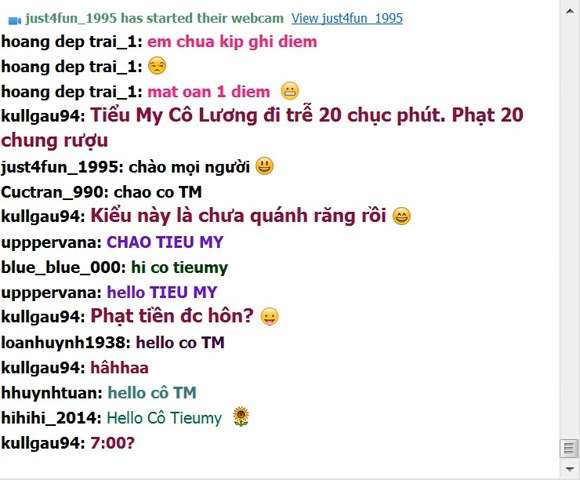 just4fun_1995 has started their webcam View just4fun_1995
hoang dep trai_1: em chua kip ghi diem
hoang dep trai_1: 😒
hoang dep trai_1: mat oan 1 diem 😬
kullgau94: Tiểu My Cô Lương đi trễ 20 chục phút. Phạt 20
chung rượu
just4fun_1995: chào mọi người 😃
Cuctran_990: chao co TM
kullgau94: Kiểu này là chưa quánh răng rồi 😄
upppervana: CHAO TIEU MY
blue_blue_000: hi co tieumy
upppervana: hello TIEU MY
kullgau94: Phạt tiền đc hôn? 😛
loanhuynh1938: hello co TM
kullgau94: hâhhaa
hhuynhtuan: hello cô TM
hihihi_2014: Hello Cô Tieumy 🌻
kullgau94: 7:00?